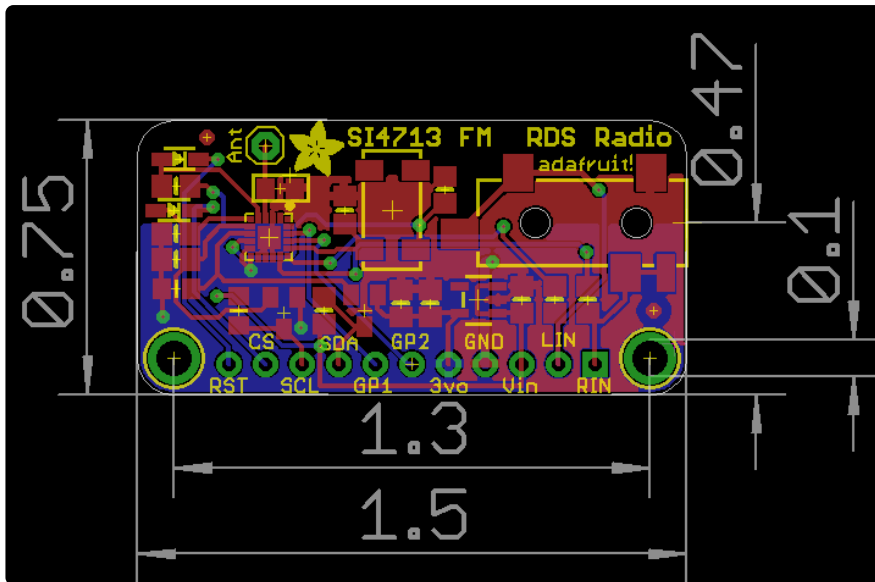 SI4713 FM RDS Radio
adafruit!
Ant
0.47
0.75
0.1
CS SDA GP2 GND LIN
RST SCL GP1 3vo Vin RIN
1.3
1.5